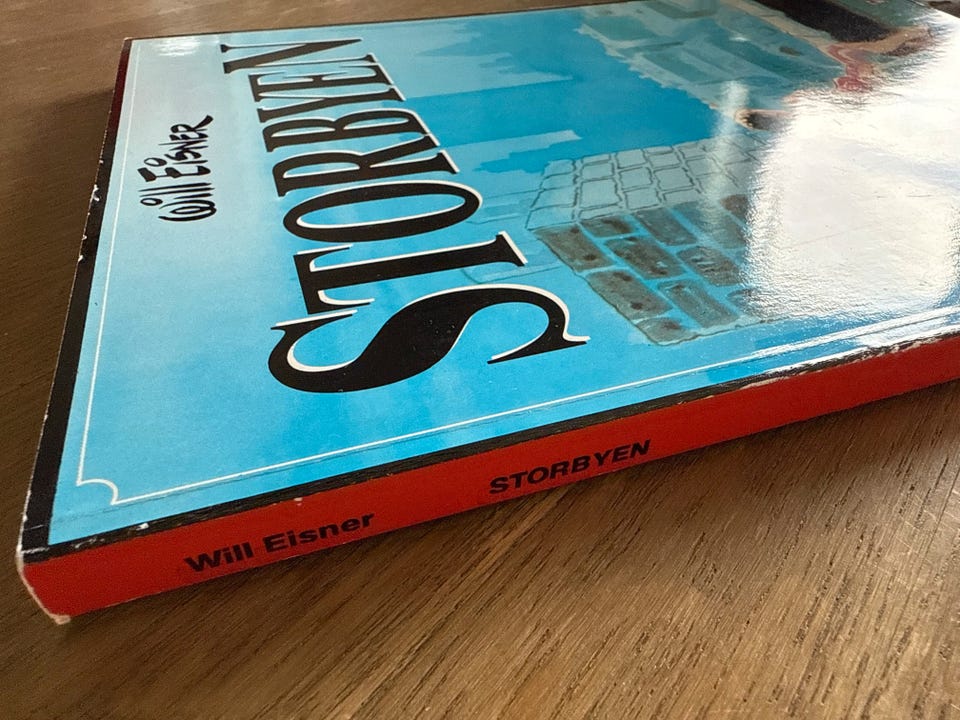 Will EISNER
STORBYEN
Will Eisner
STORBYEN